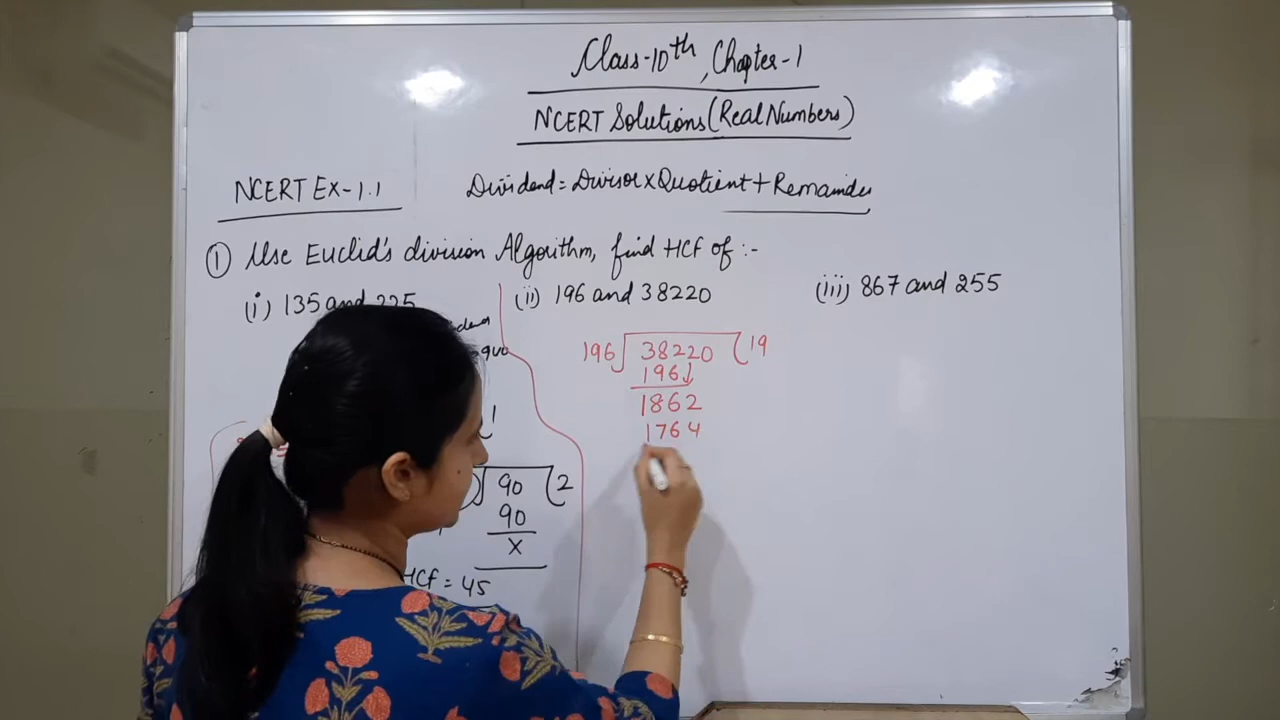 Class-10th, Chapter-1
NCERT Solutions (Real Numbers)
NCERT EX-1.1
Dividend = Divisor x Quotient + Remainder
① Use Euclid's division Algorithm, find HCF of :-
(i) 135 and 225
(ii) 196 and 38220
(iii) 867 and 255
196 38220 19
196↓
1862
1764
1
90 2
90
x
HCF = 45